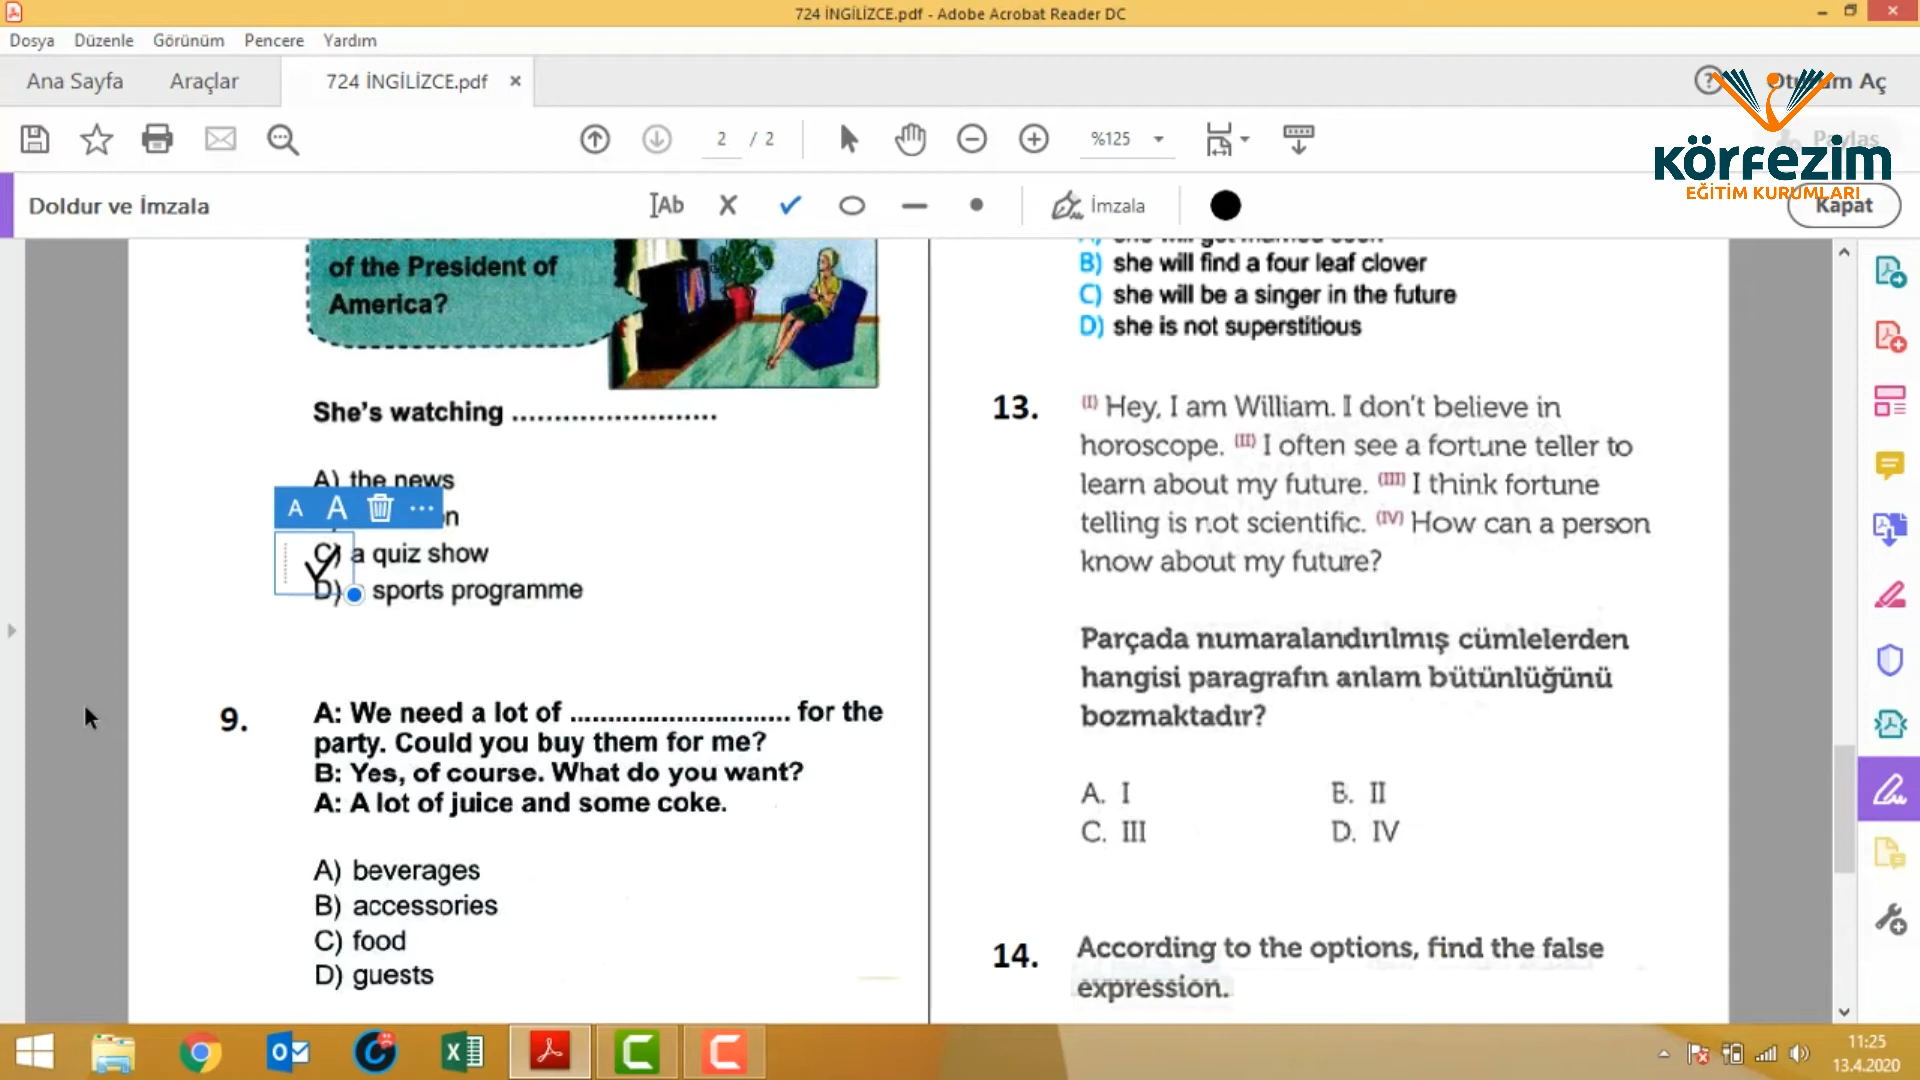 724 İNGİLİZCE.pdf - Adobe Acrobat Reader DC
Dosya Düzenle Görünüm Pencere Yardım
Ana Sayfa Araçlar 724 İNGİLİZCE.pdf ×
Aç
2 / 2 %125
Paylaş
körfezim
EĞİTİM KURUMLARI
Doldur ve İmzala
İmzala
Kapat
of the President of
America?
She's watching ........................
A) the news
C) a quiz show
D) sports programme
9.
A: We need a lot of ............................. for the
party. Could you buy them for me?
B: Yes, of course. What do you want?
A: A lot of juice and some coke.
A) beverages
B) accessories
C) food
D) guests
B) she will find a four leaf clover
C) she will be a singer in the future
D) she is not superstitious
13.
(I) Hey, I am William. I don't believe in
horoscope. (II) I often see a fortune teller to
learn about my future. (III) I think fortune
telling is not scientific. (IV) How can a person
know about my future?
Parçada numaralandırılmış cümlelerden
hangisi paragrafın anlam bütünlüğünü
bozmaktadır?
A. I B. II
C. III D. IV
14.
According to the options, find the false
expression.
11:25
13.4.2020